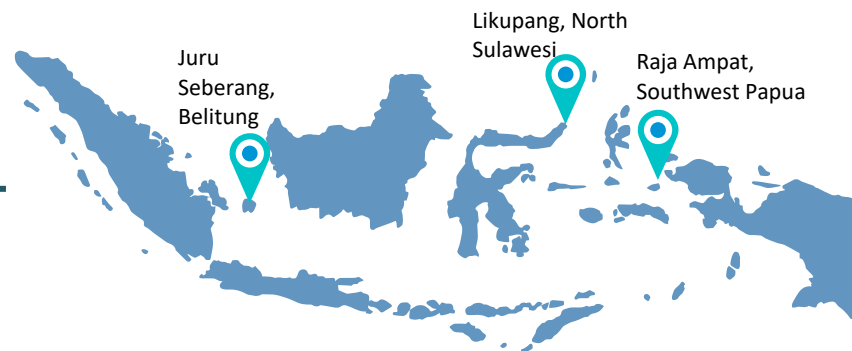 Juru
Seberang,
Belitung
Likupang, North
Sulawesi
Raja Ampat,
Southwest Papua